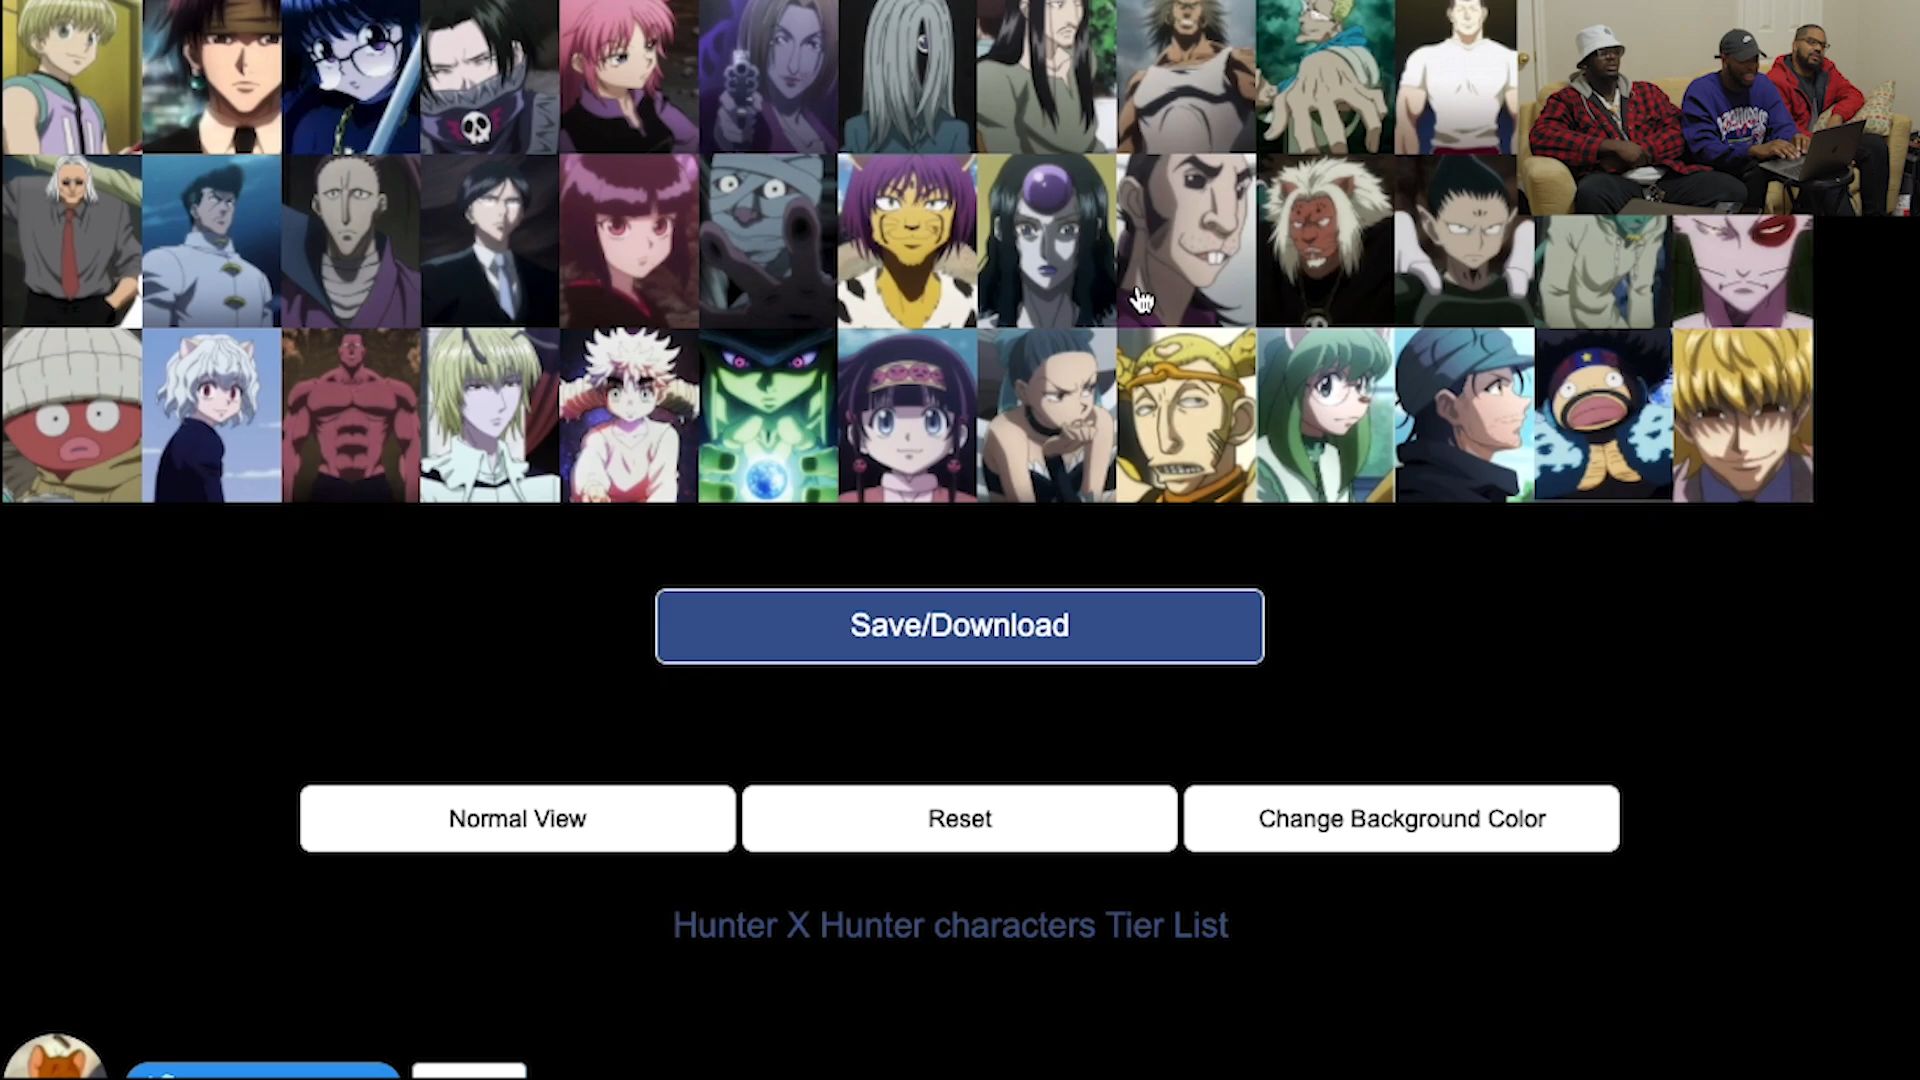 Save/Download
Normal View
Reset
Change Background Color
Hunter X Hunter characters Tier List